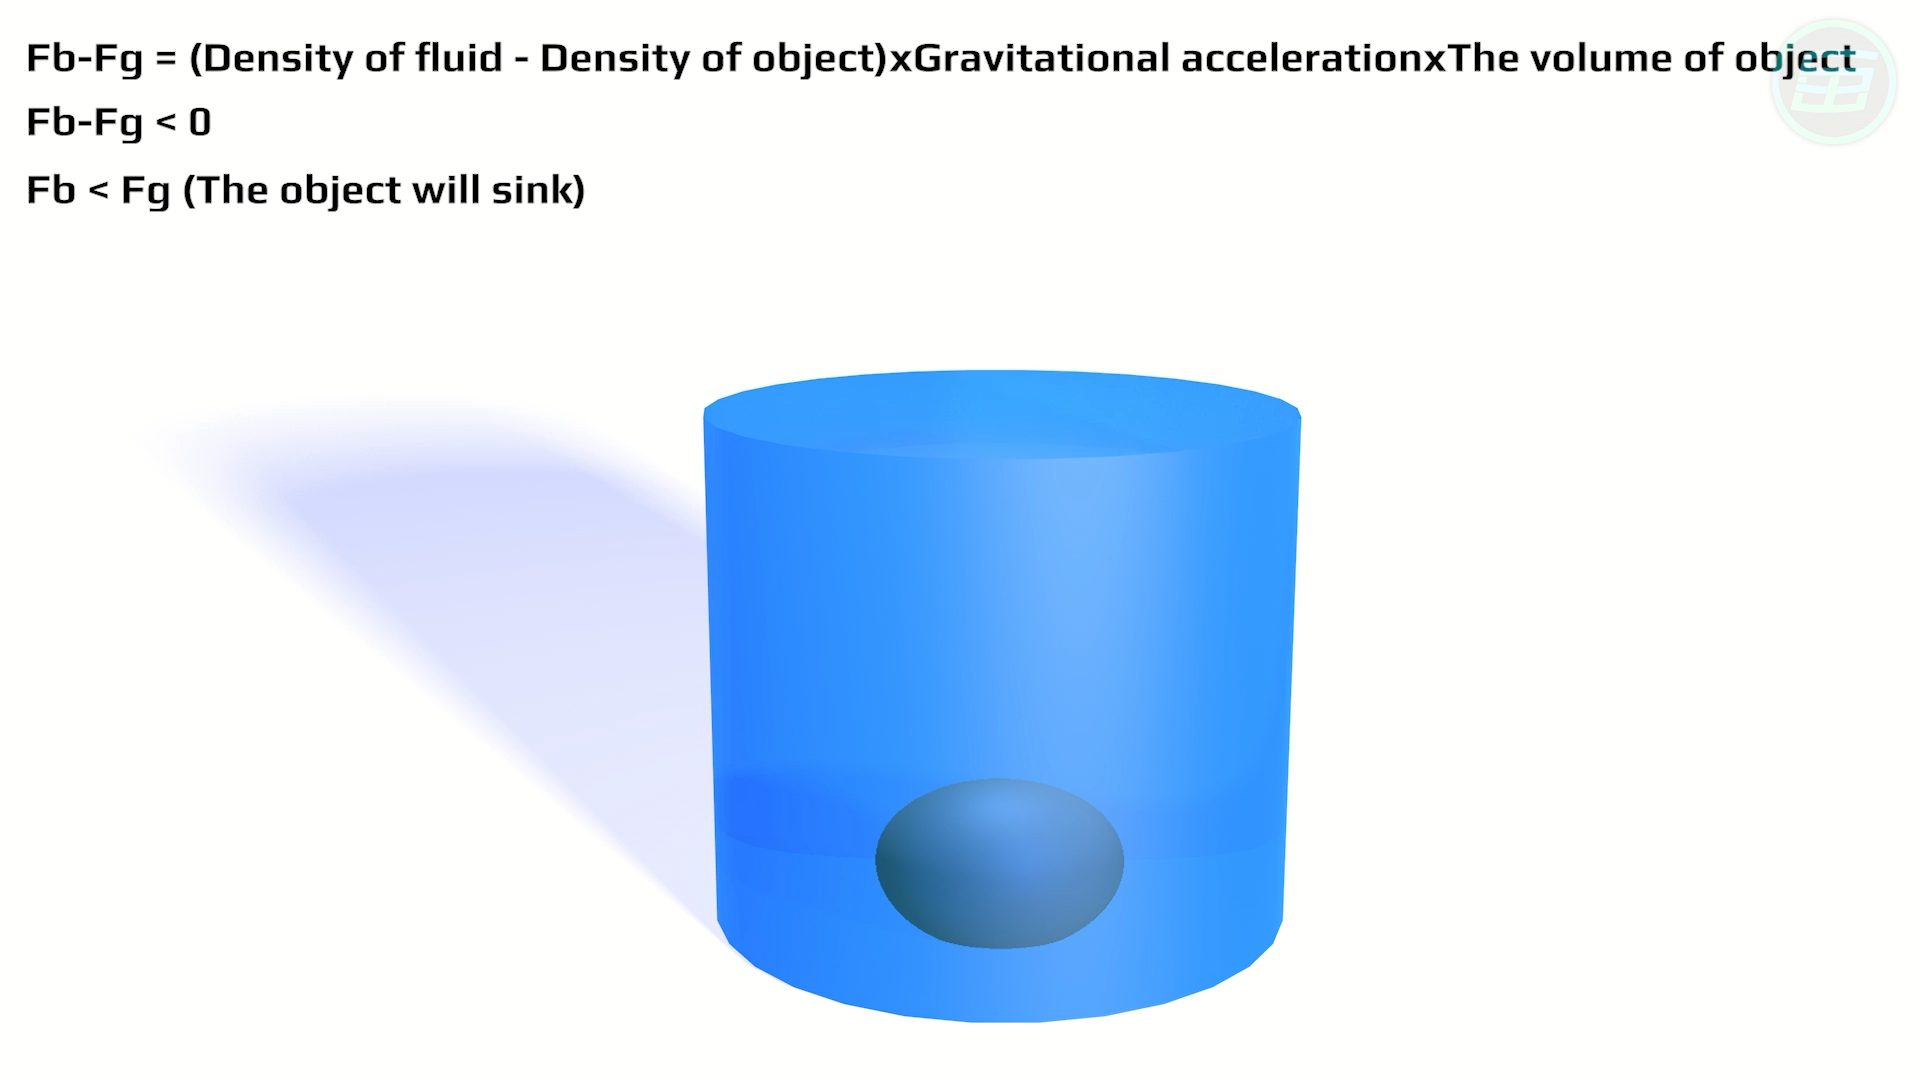 Fb-Fg = (Density of fluid - Density of object)xGravitational accelerationxThe volume of object
Fb-Fg < 0
Fb < Fg (The object will sink)